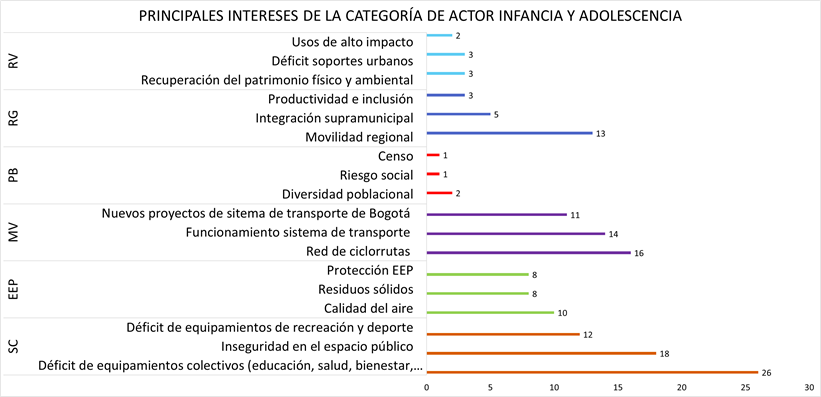 PRINCIPALES INTERESES DE LA CATEGORÍA DE ACTOR INFANCIA Y ADOLESCENCIA
RV
Usos de alto impacto 2
Déficit soportes urbanos 3
Recuperación del patrimonio físico y ambiental 3
RG
Productividad e inclusión 3
Integración supramunicipal 5
Movilidad regional 13
PB
Censo 1
Riesgo social 1
Diversidad poblacional 2
MV
Nuevos proyectos de sitema de transporte de Bogotá 11
Funcionamiento sistema de transporte 14
Red de ciclorrutas 16
EEP
Protección EEP 8
Residuos sólidos 8
Calidad del aire 10
SC
Déficit de equipamientos de recreación y deporte 12
Inseguridad en el espacio público 18
Déficit de equipamientos colectivos (educación, salud, bienestar,... 26
0 5 10 15 20 25 30